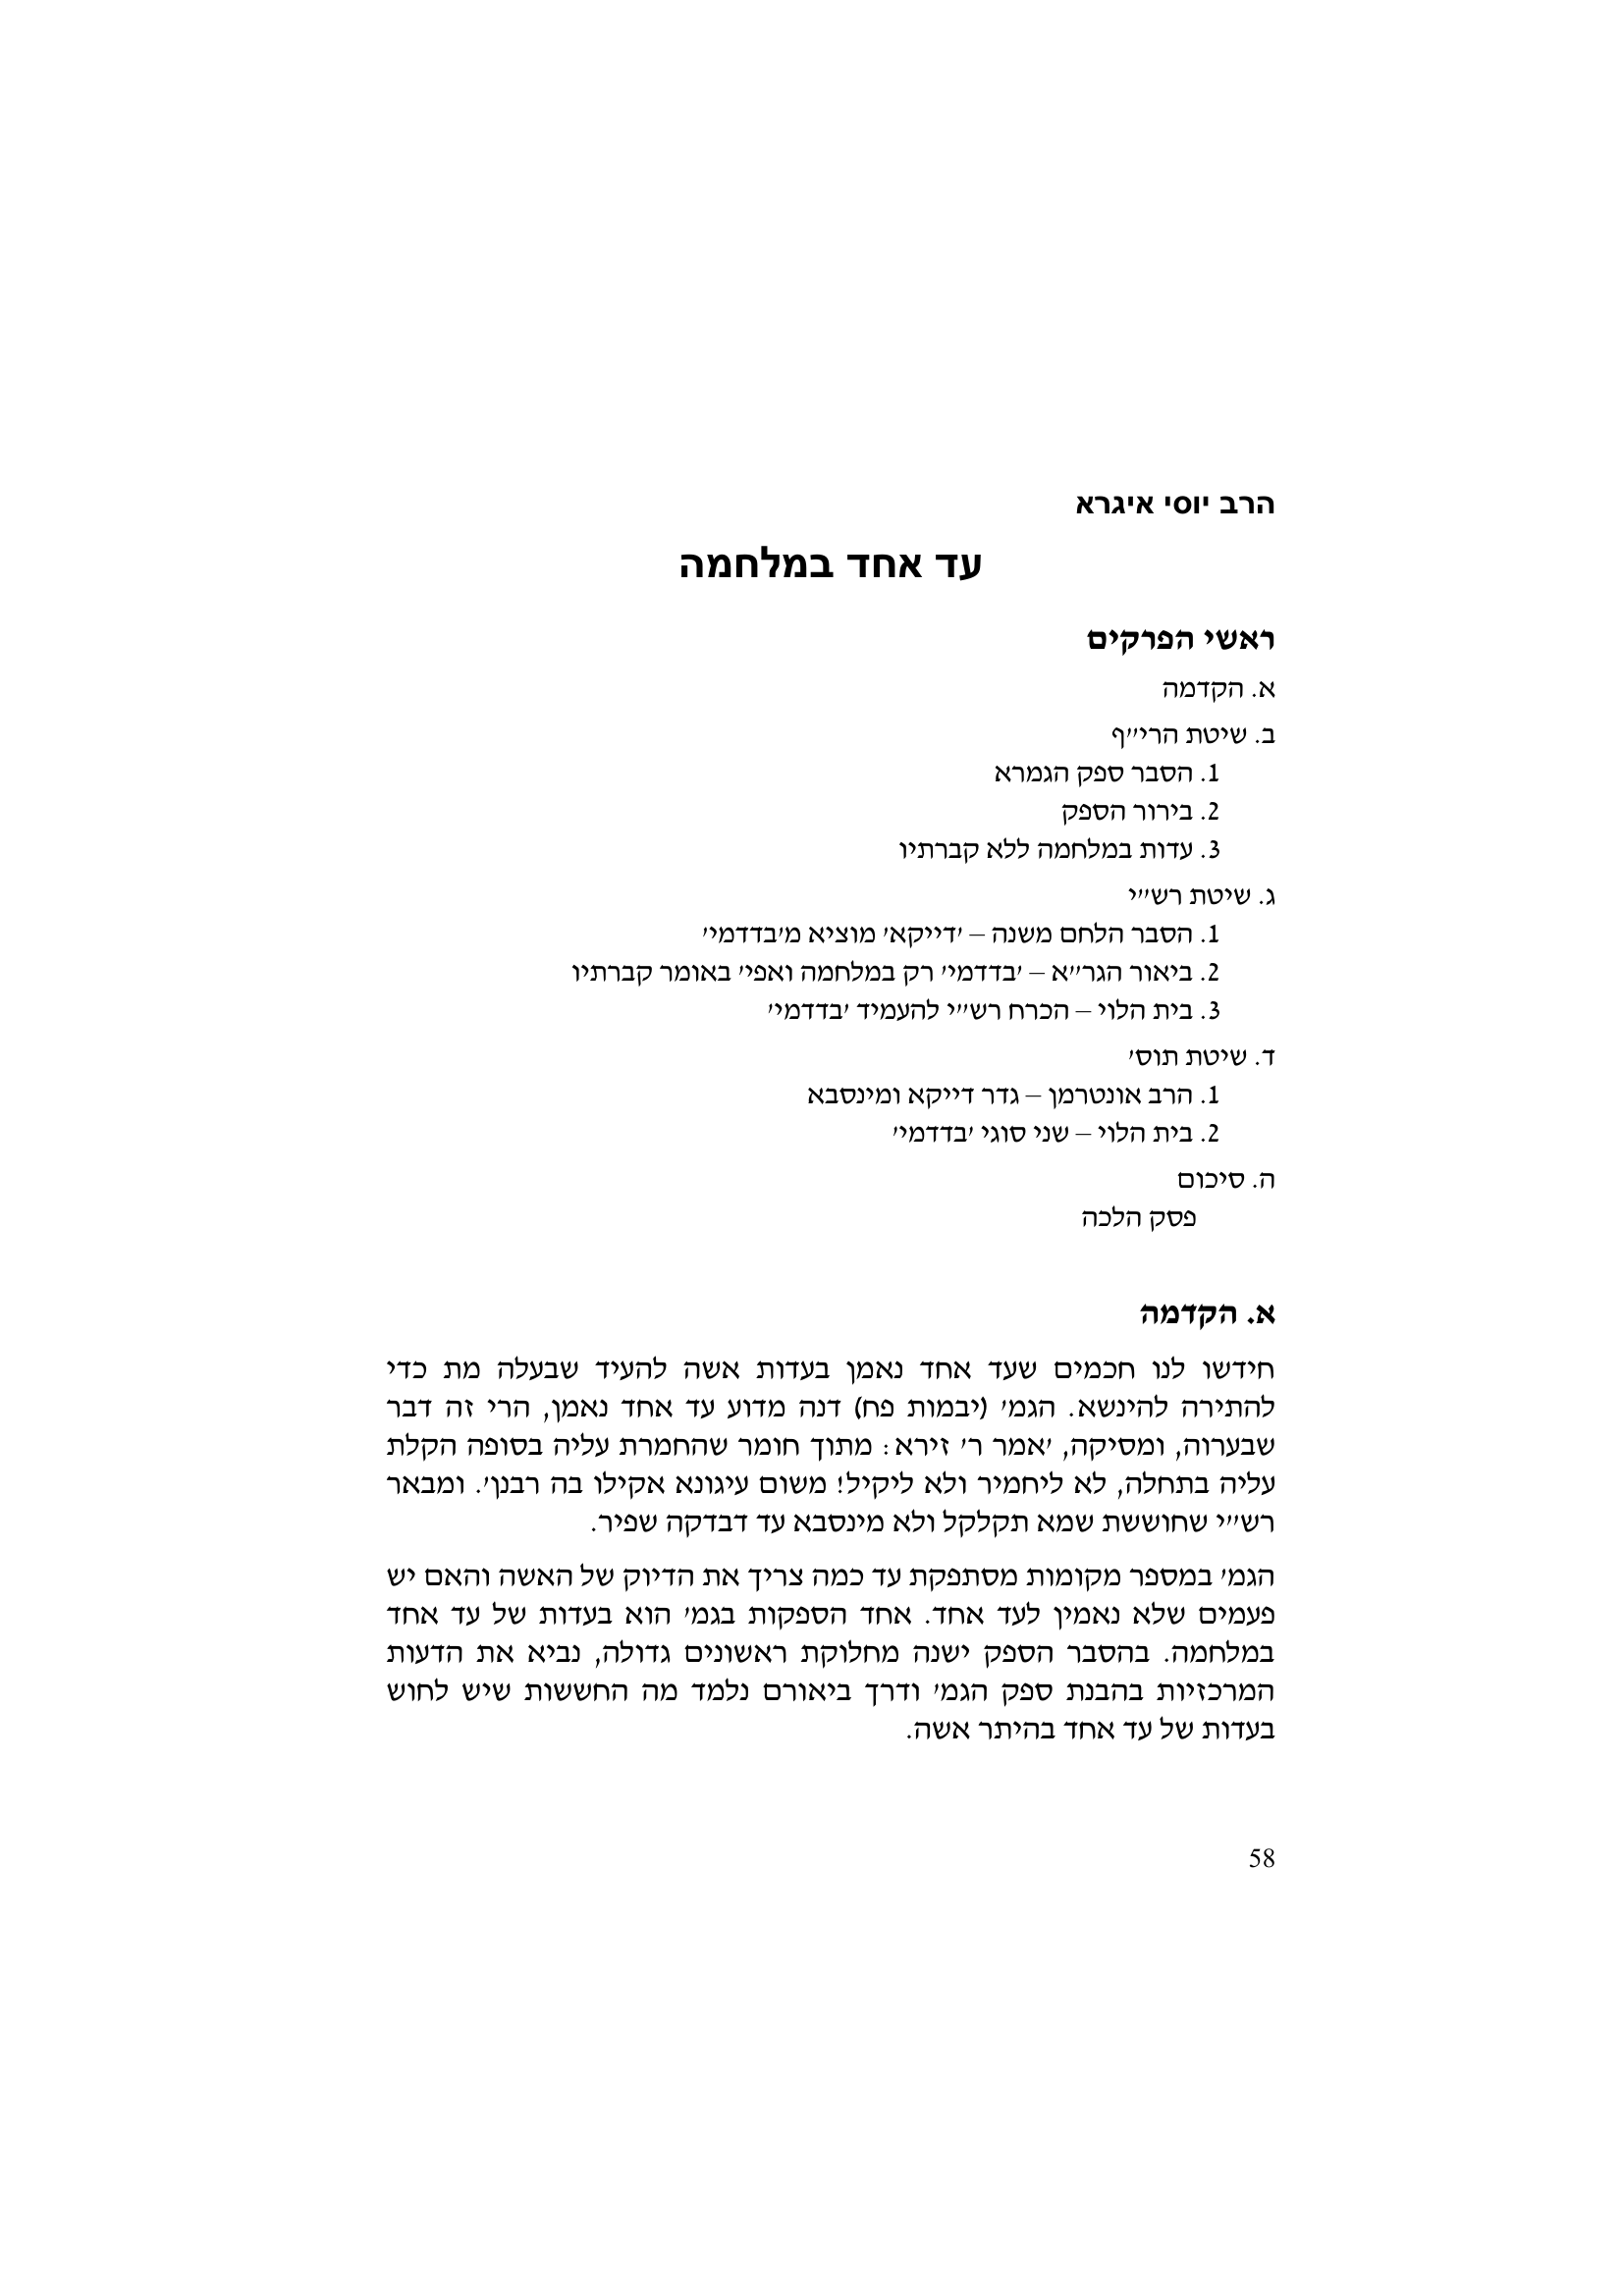 הרב יוסי איגרא
עד אחד במלחמה
ראשי הפרקים
א. הקדמה
ב. שיטת הרי״ף
1. הסבר ספק הגמרא
2. בירור הספק
3. עדות במלחמה ללא קברתיו
ג. שיטת רש״י
1. הסבר הלחם משנה – ׳דייקא׳ מוציא מ׳בדדמי׳
2. ביאור הגר״א – ׳בדדמי׳ רק במלחמה ואפי׳ באומר קברתיו
3. בית הלוי – הכרח רש״י להעמיד ׳בדדמי׳
ד. שיטת תוס׳
1. הרב אונטרמן – גדר דייקא ומינסבא
2. בית הלוי – שני סוגי ׳בדדמי׳
ה. סיכום
פסק הלכה
א. הקדמה
חידשו לנו חכמים שעד אחד נאמן בעדות אשה להעיד שבעלה מת כדי
להתירה להינשא. הגמ׳ (יבמות פח) דנה מדוע עד אחד נאמן, הרי זה דבר
שבערוה, ומסיקה, ׳אמר ר׳ זירא: מתוך חומר שהחמרת עליה בסופה הקלת
עליה בתחלה, לא ליחמיר ולא ליקיל! משום עיגונא אקילו בה רבנן׳. ומבאר
רש״י שחוששת שמא תקלקל ולא מינסבא עד דבדקה שפיר.
הגמ׳ במספר מקומות מסתפקת עד כמה צריך את הדיוק של האשה והאם יש
פעמים שלא נאמין לעד אחד. אחד הספקות בגמ׳ הוא בעדות של עד אחד
במלחמה. בהסבר הספק ישנה מחלוקת ראשונים גדולה, נביא את הדעות
המרכזיות בהבנת ספק הגמ׳ ודרך ביאורם נלמד מה החששות שיש לחוש
בעדות של עד אחד בהיתר אשה.
58